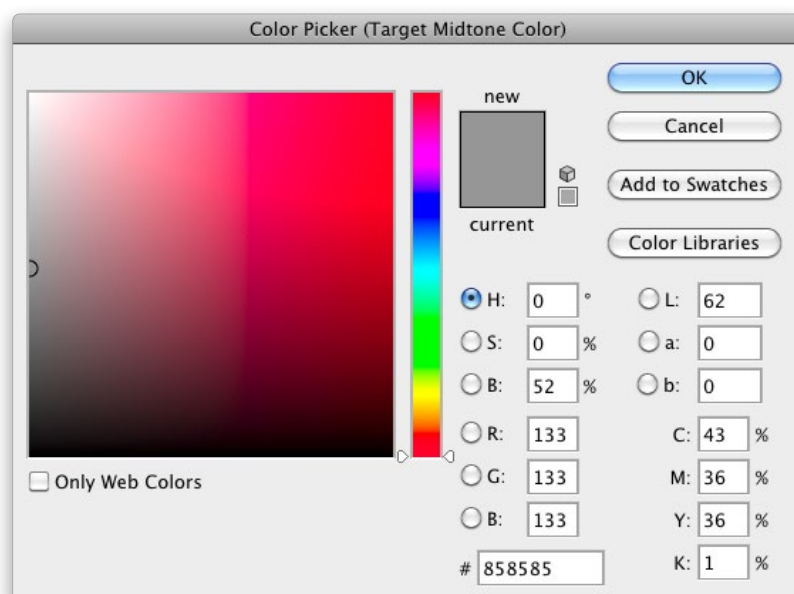 Color Picker (Target Midtone Color)
new
current
OK
Cancel
Add to Swatches
Color Libraries
H: 0 °
S: 0 %
B: 52 %
R: 133
G: 133
B: 133
# 858585
L: 62
a: 0
b: 0
C: 43 %
M: 36 %
Y: 36 %
K: 1 %
Only Web Colors